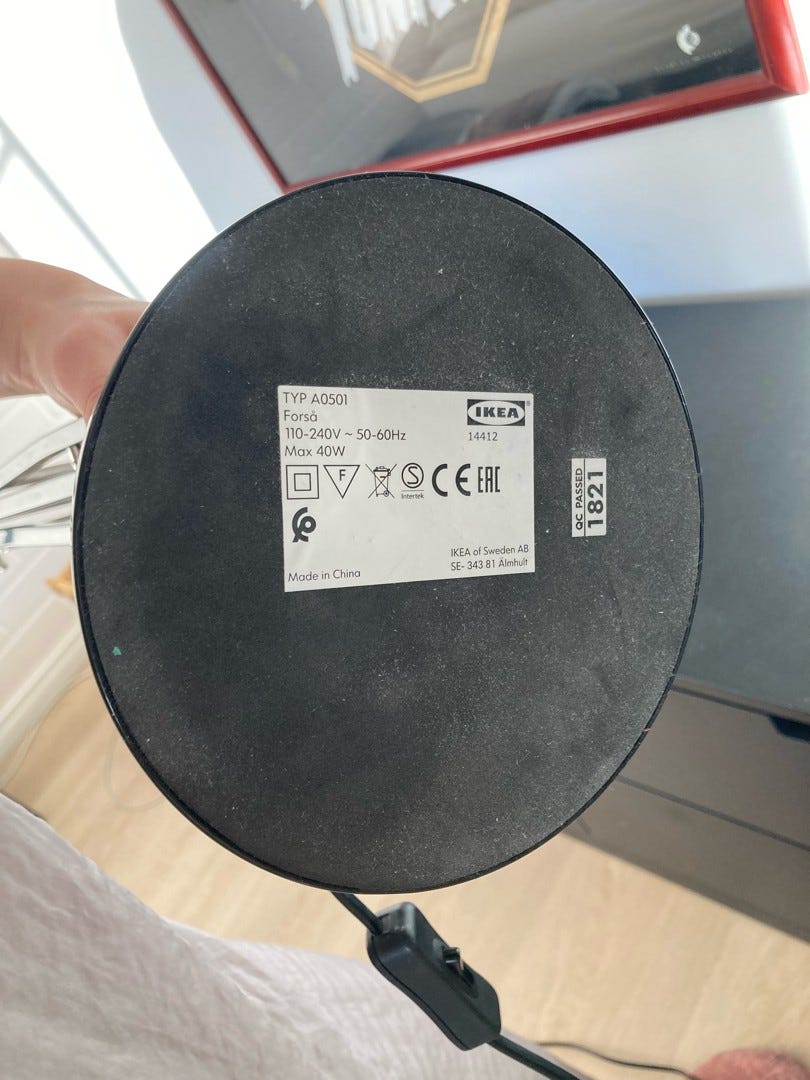 TYP A0501
Forså
110-240V ~ 50-60Hz
Max 40W
IKEA®
14412
F
S
Intertek
CE EAC
Made in China
IKEA of Sweden AB
SE- 343 81 Älmhult
QC PASSED
1821